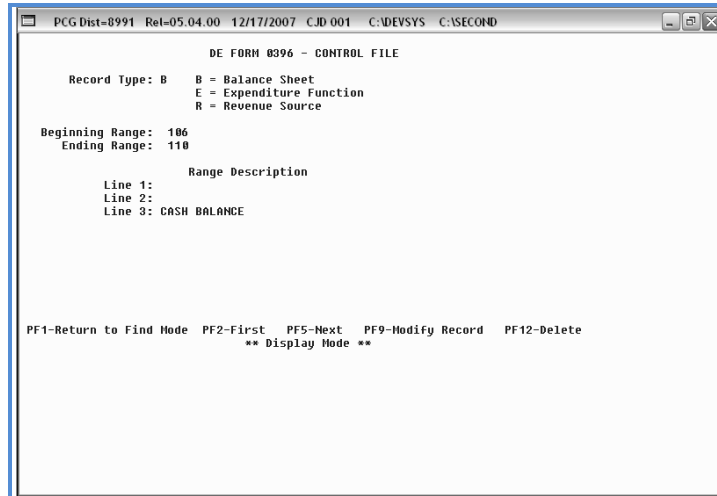 PCG Dist=8991 Rel=05.04.00 12/17/2007 CJD 001 C:\DEVSYS C:\SECOND
DE FORM 0396 - CONTROL FILE
Record Type: B B = Balance Sheet
E = Expenditure Function
R = Revenue Source
Beginning Range: 106
Ending Range: 110
Range Description
Line 1:
Line 2:
Line 3: CASH BALANCE
PF1-Return to Find Mode PF2-First PF5-Next PF9-Modify Record PF12-Delete
** Display Mode **